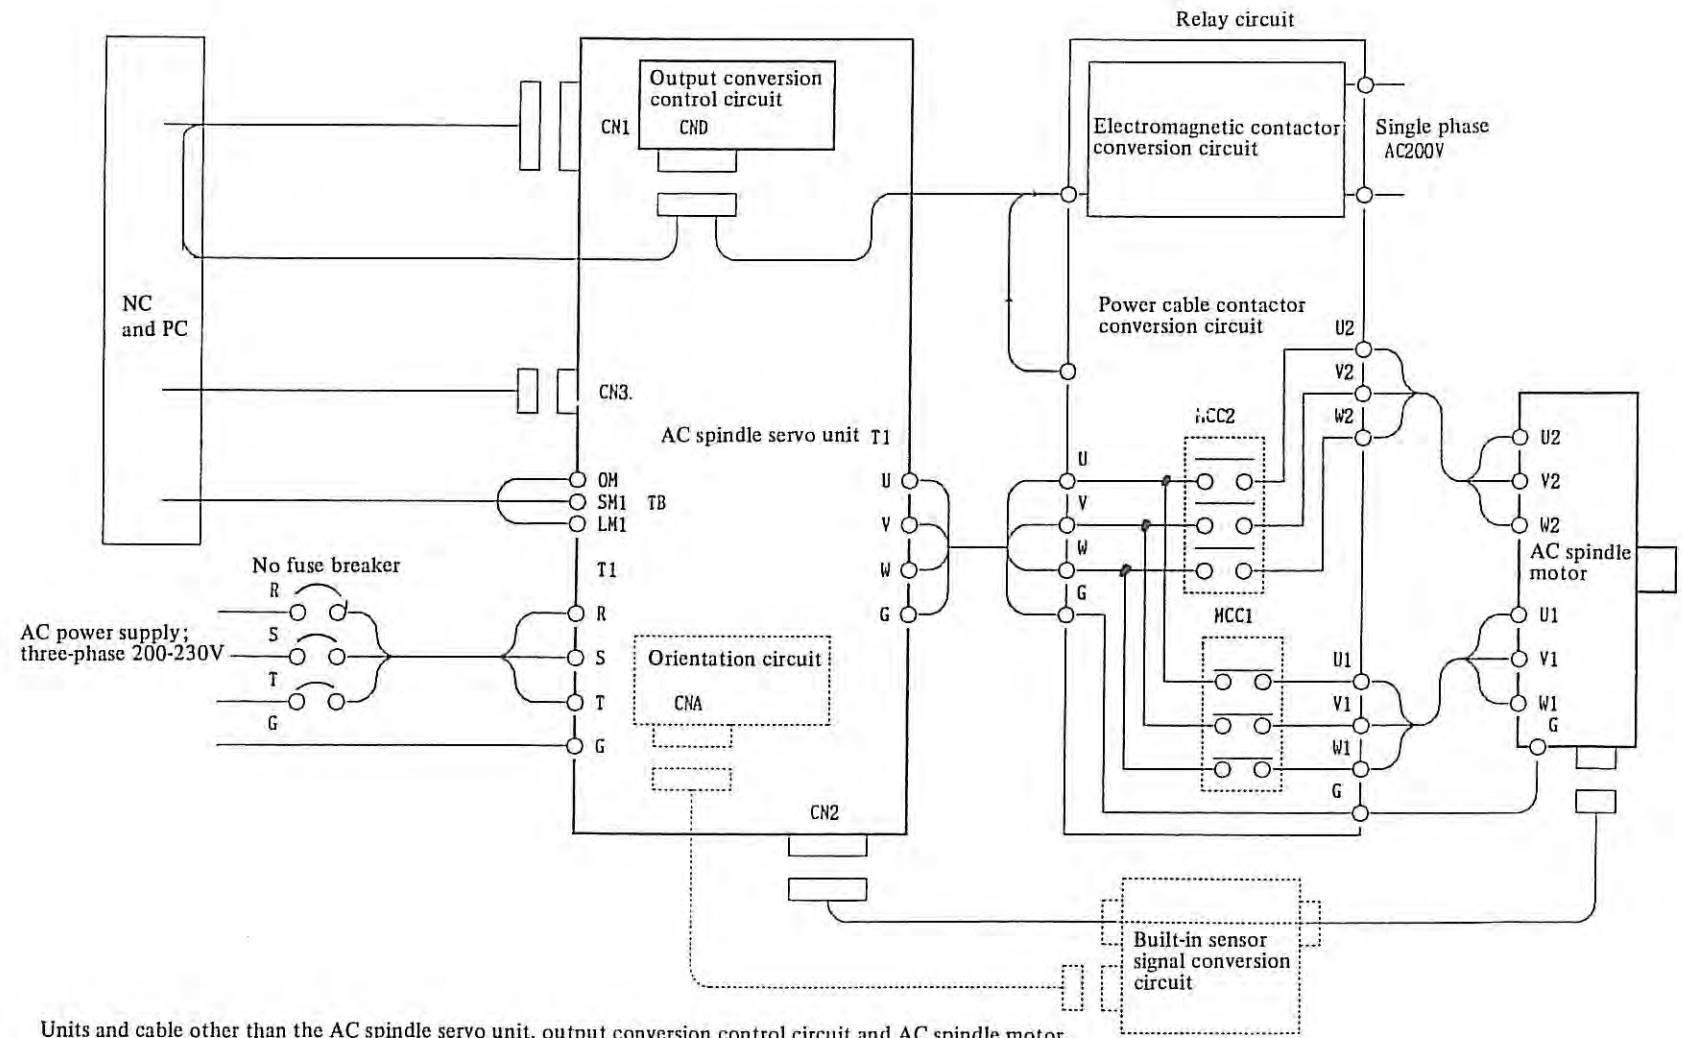 Relay circuit
Output conversion
control circuit
CN1
CND
Electromagnetic contactor
conversion circuit
Single phase
AC200V
NC
and PC
Power cable contactor
conversion circuit
U2
V2
W2
CN3.
MCC2
AC spindle servo unit T1
U
V
W
G
U
V
W
G
U2
V2
W2
AC spindle
motor
U1
V1
W1
G
OM
SM1 TB
LM1
T1
No fuse breaker
R
S
T
G
AC power supply;
three-phase 200-230V
R
S
T
G
Orientation circuit
CNA
MCC1
U1
V1
W1
G
CN2
Built-in sensor
signal conversion
circuit
Units and cable other than the AC spindle servo unit, output conversion control circuit and AC spindle motor